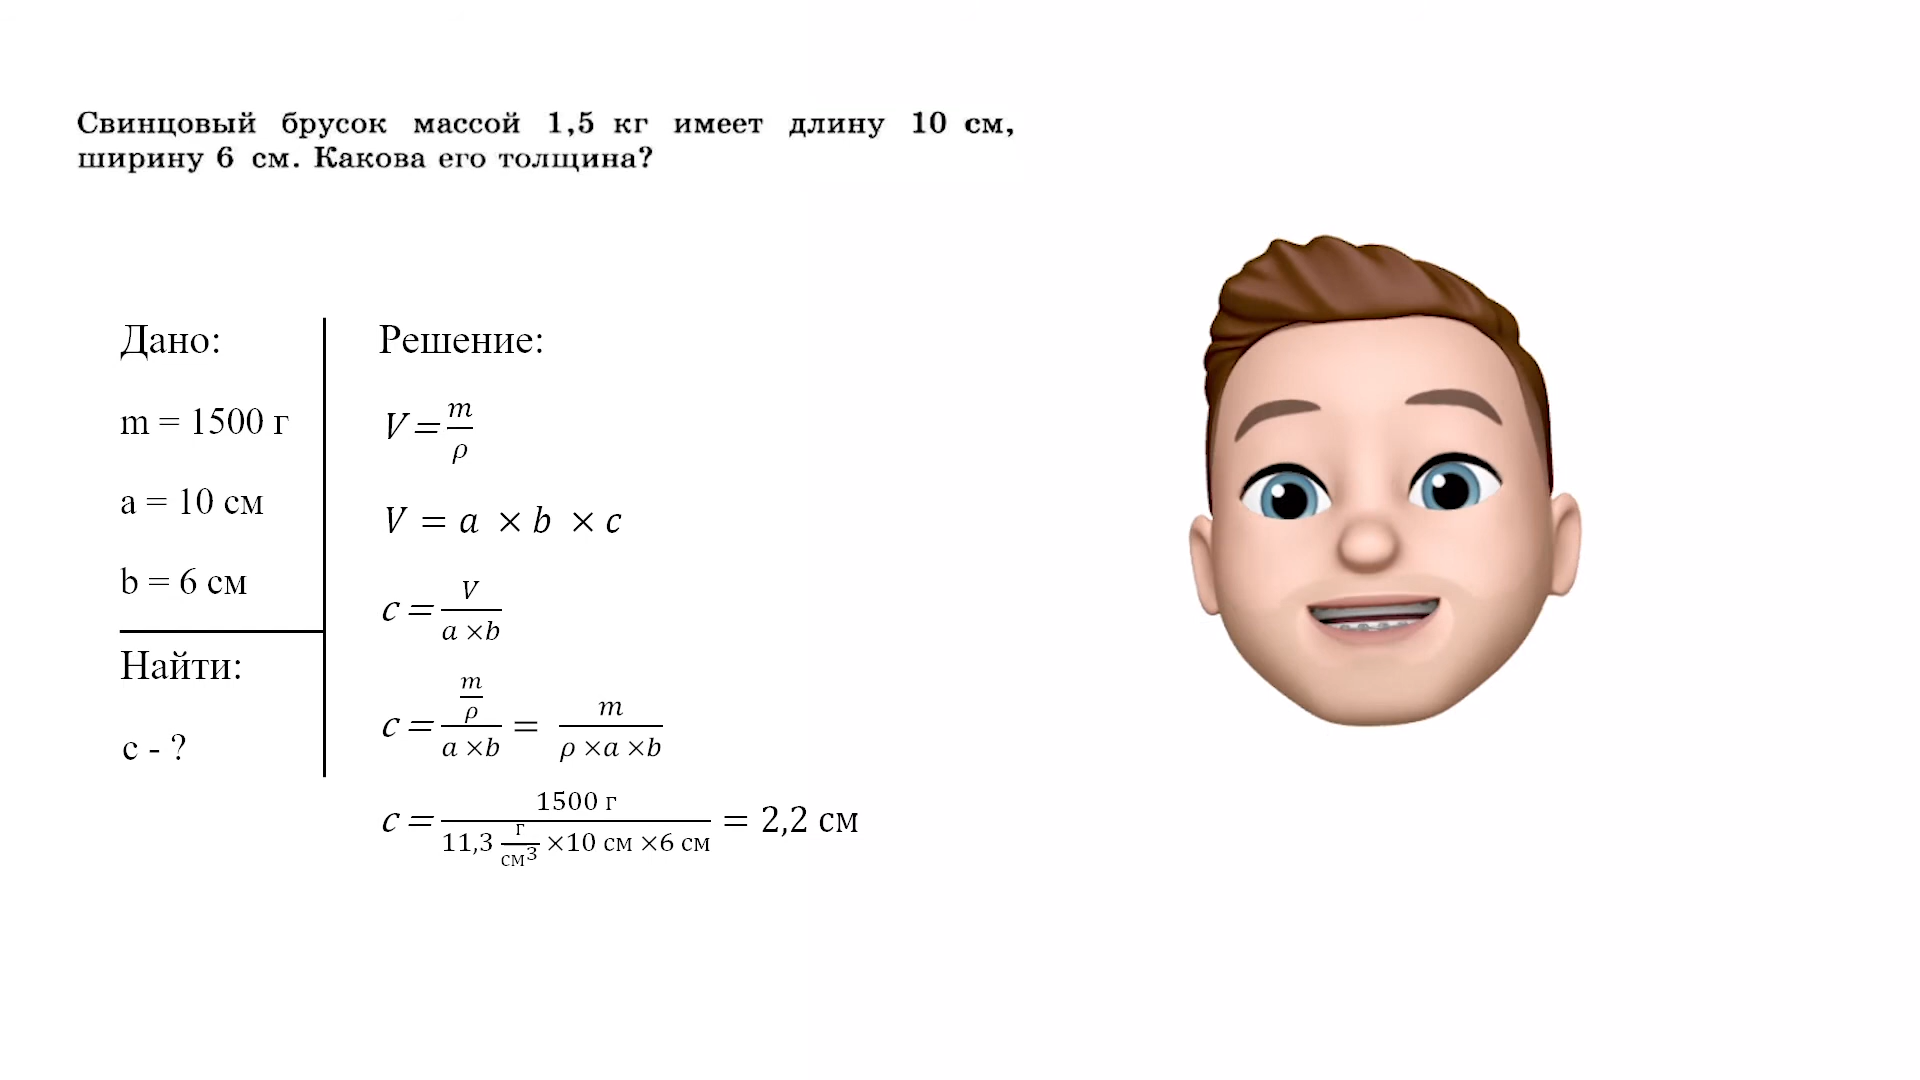 Свинцовый брусок массой 1,5 кг имеет длину 10 см,
ширину 6 см. Какова его толщина?
Дано:
m = 1500 г
a = 10 см
b = 6 см
Найти:
c - ?
Решение:
V = m/ρ
V = a × b × c
c = V/(a ×b)
c = (m/ρ)/(a ×b) = m/(ρ ×a ×b)
c = 1500 г/(11,3 г/см³ ×10 см ×6 см) = 2,2 см